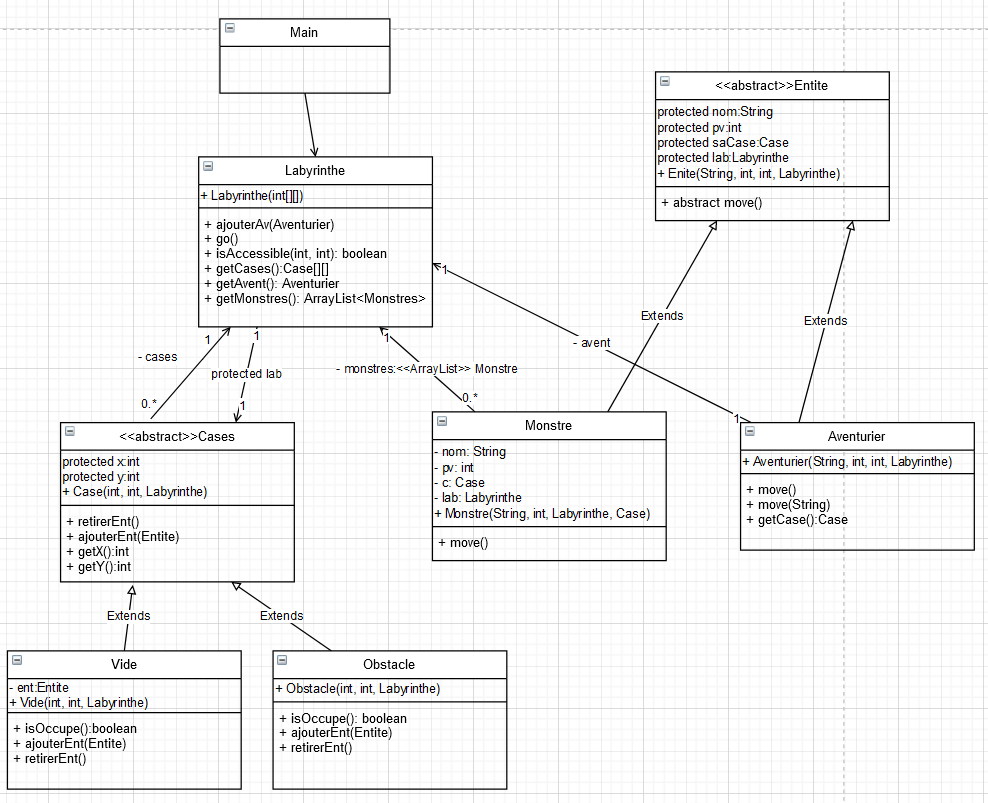 Main
Labyrinthe
+ Labyrinthe(int[][])
+ ajouterAv(Aventurier)
+ go()
+ isAccessible(int, int): boolean
+ getCases():Case[][]
+ getAvent(): Aventurier
+ getMonstres(): ArrayList<Monstres>
<<abstract>>Entite
protected nom:String
protected pv:int
protected saCase:Case
protected lab:Labyrinthe
+ Enite(String, int, int, Labyrinthe)
+ abstract move()
1
- cases
0.*
1
protected lab
1
1
- monstres:<<ArrayList>> Monstre
0.*
1
- avent
1
Extends
Extends
<<abstract>>Cases
protected x:int
protected y:int
+ Case(int, int, Labyrinthe)
+ retirerEnt()
+ ajouterEnt(Entite)
+ getX():int
+ getY():int
Monstre
- nom: String
- pv: int
- c: Case
- lab: Labyrinthe
+ Monstre(String, int, Labyrinthe, Case)
+ move()
Aventurier
+ Aventurier(String, int, int, Labyrinthe)
+ move()
+ move(String)
+ getCase():Case
Extends
Extends
Vide
- ent:Entite
+ Vide(int, int, Labyrinthe)
+ isOccupe():boolean
+ ajouterEnt(Entite)
+ retirerEnt()
Obstacle
+ Obstacle(int, int, Labyrinthe)
+ isOccupe(): boolean
+ ajouterEnt(Entite)
+ retirerEnt()